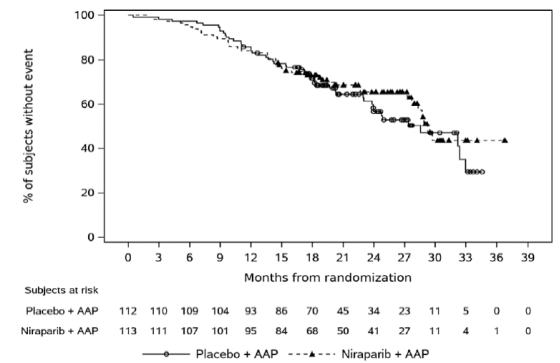 100
80
60
40
20
0
% of subjects without event
0 3 6 9 12 15 18 21 24 27 30 33 36 39
Months from randomization
Subjects at risk
Placebo + AAP 112 110 109 104 93 86 70 45 34 23 11 5 0 0
Niraparib + AAP 113 111 107 101 95 84 68 50 41 27 11 4 1 0
Placebo + AAP Niraparib + AAP